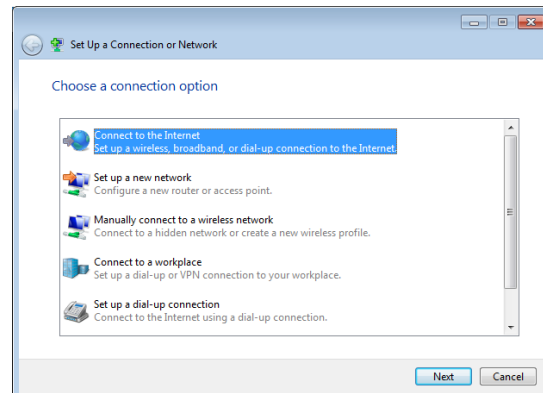 Set Up a Connection or Network
Choose a connection option
Connect to the Internet
Set up a wireless, broadband, or dial-up connection to the Internet.
Set up a new network
Configure a new router or access point.
Manually connect to a wireless network
Connect to a hidden network or create a new wireless profile.
Connect to a workplace
Set up a dial-up or VPN connection to your workplace.
Set up a dial-up connection
Connect to the Internet using a dial-up connection.
Next Cancel